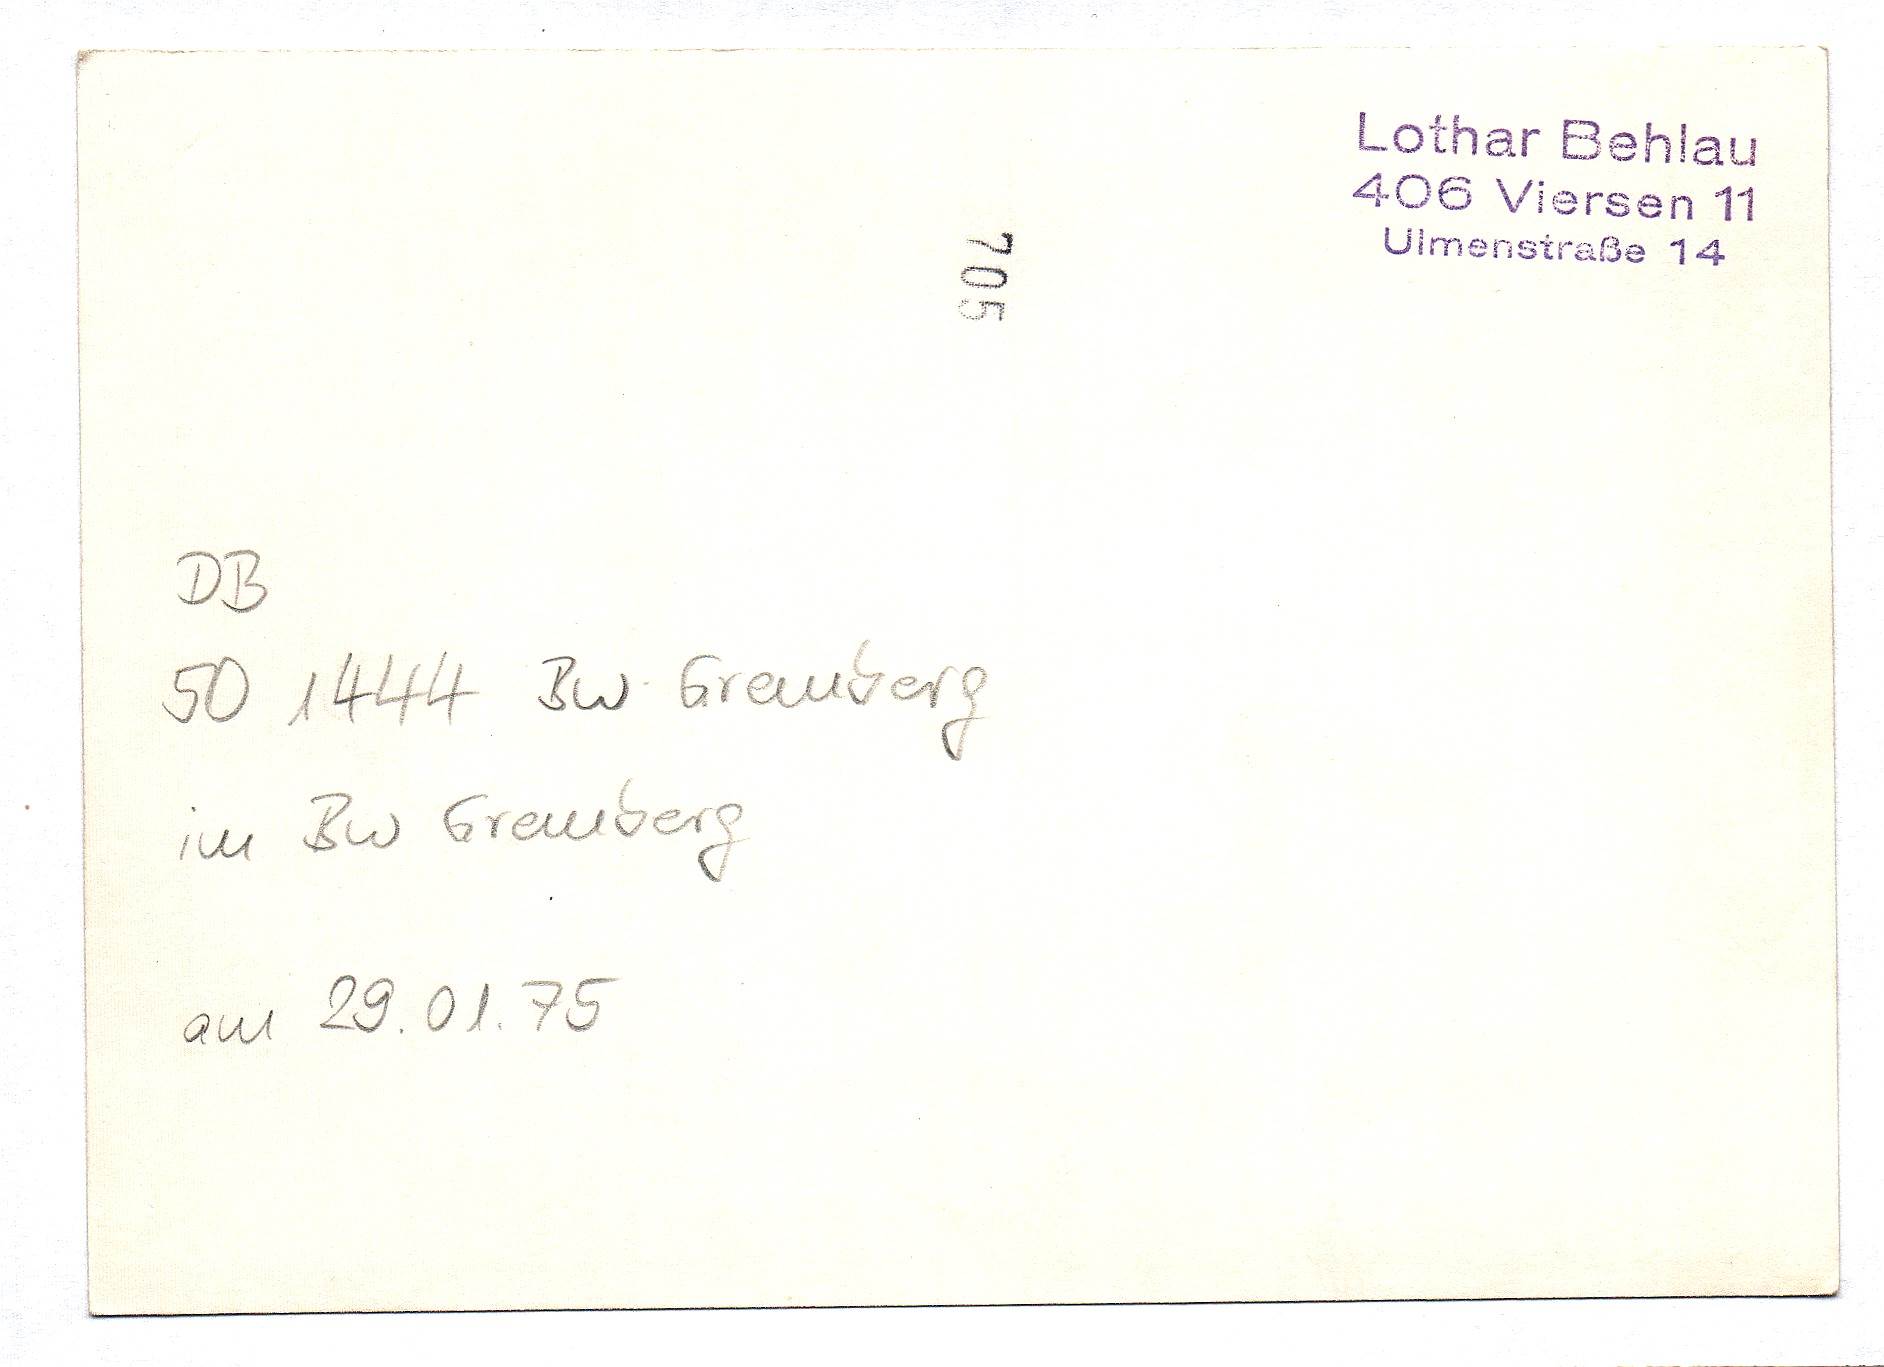 Lothar Behlau
406 Viersen 11
Ulmenstraße 14
705
DB
50 1444 Bw Gremberg
im Bw Gremberg
am 29.01.75